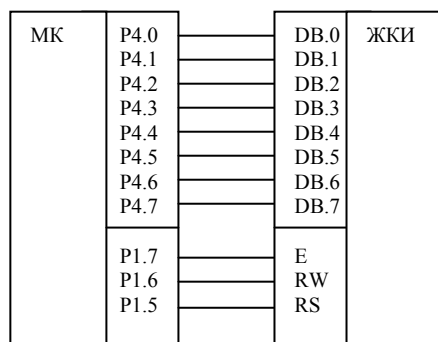 МК P4.0 DB.0 ЖКИ
P4.1 DB.1
P4.2 DB.2
P4.3 DB.3
P4.4 DB.4
P4.5 DB.5
P4.6 DB.6
P4.7 DB.7
P1.7 E
P1.6 RW
P1.5 RS